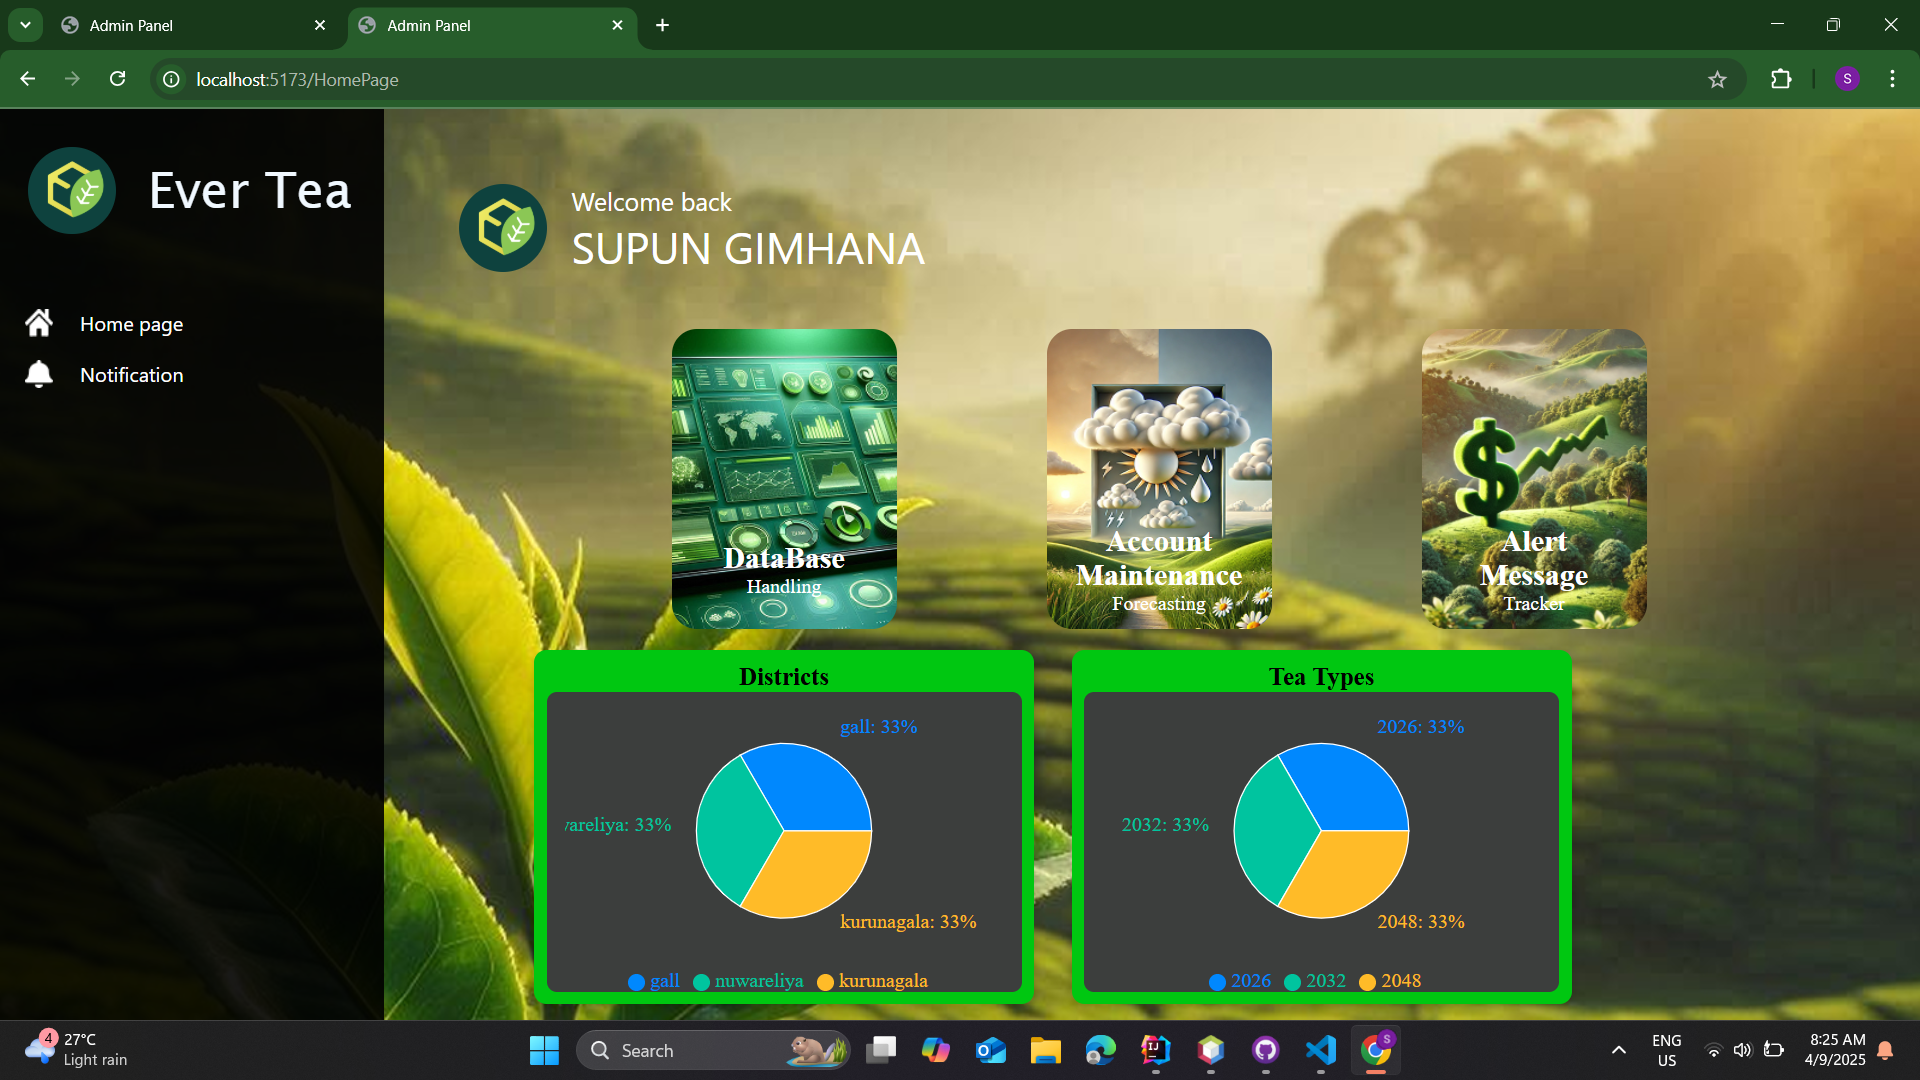 Admin Panel
Admin Panel
localhost:5173/HomePage
S
Ever Tea
Home page
Notification
Welcome back
SUPUN GIMHANA
DataBase
Handling
Account
Maintenance
Forecasting
Alert
Message
Tracker
Districts
gall: 33%
vareliya: 33%
kurunagala: 33%
gall nuwareliya kurunagala
Tea Types
2026: 33%
2032: 33%
2048: 33%
2026 2032 2048
4
27°C
Light rain
Search
S
ENG
US
8:25 AM
4/9/2025